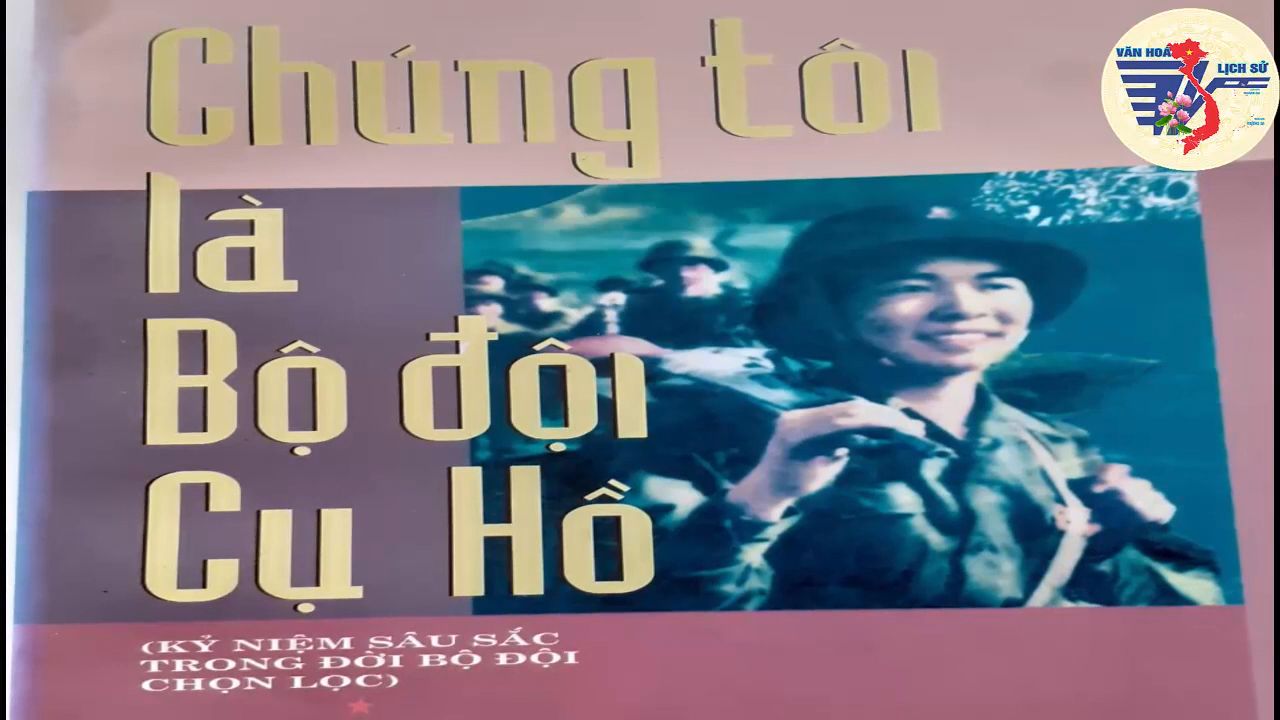 Chúng tôi
là
Bộ đội
Cụ Hồ
(KỶ NIỆM SÂU SẮC
TRONG ĐỜI BỘ ĐỘI
CHỌN LỌC)
VĂN HOÁ
LỊCH SỬ